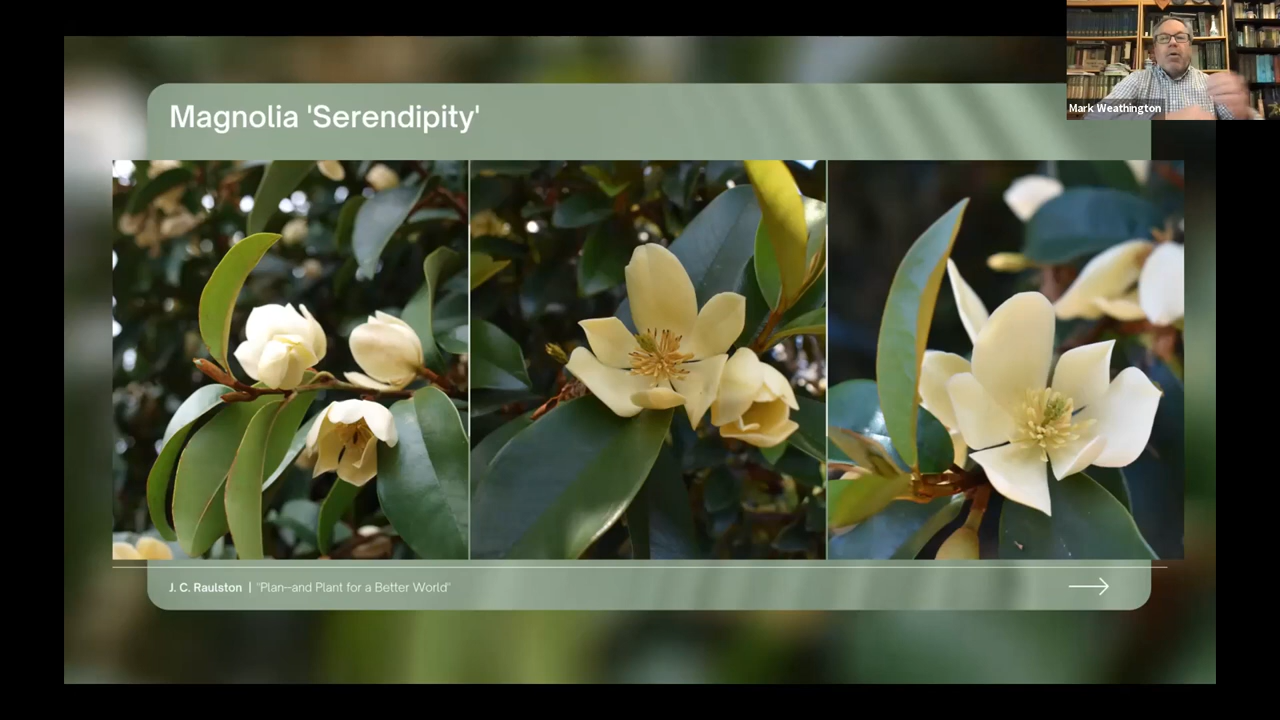 Mark Weathington
Magnolia 'Serendipity'
J. C. Raulston | "Plan—and Plant for a Better World"